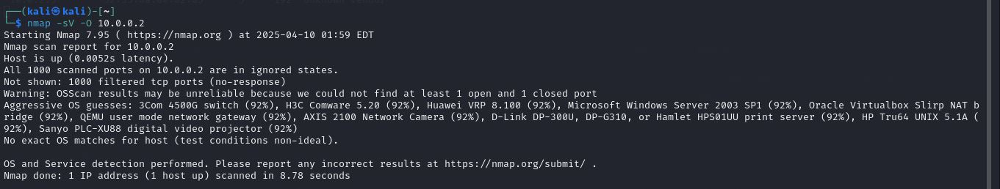 ┌──(kali㉿kali)-[~]
└─$ nmap -sV -O 10.0.0.2
Starting Nmap 7.95 ( https://nmap.org ) at 2025-04-10 01:59 EDT
Nmap scan report for 10.0.0.2
Host is up (0.0052s latency).
All 1000 scanned ports on 10.0.0.2 are in ignored states.
Not shown: 1000 filtered tcp ports (no-response)
Warning: OSScan results may be unreliable because we could not find at least 1 open and 1 closed port
Aggressive OS guesses: 3Com 4500G switch (92%), H3C Comware 5.20 (92%), Huawei VRP 8.100 (92%), Microsoft Windows Server 2003 SP1 (92%), Oracle Virtualbox Slirp NAT b
ridge (92%), QEMU user mode network gateway (92%), AXIS 2100 Network Camera (92%), D-Link DP-300U, DP-G310, or Hamlet HPS01UU print server (92%), HP Tru64 UNIX 5.1A (
92%), Sanyo PLC-XU88 digital video projector (92%)
No exact OS matches for host (test conditions non-ideal).
OS and Service detection performed. Please report any incorrect results at https://nmap.org/submit/ .
Nmap done: 1 IP address (1 host up) scanned in 8.78 seconds